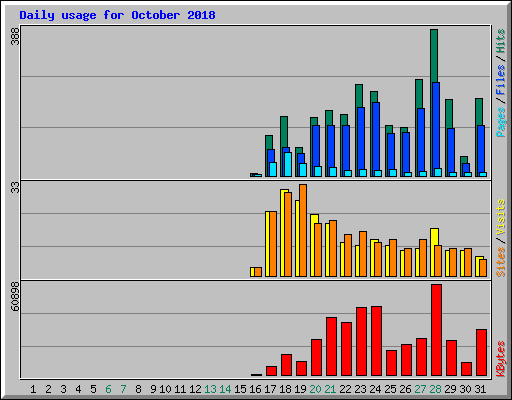 Daily usage for October 2018
388
Pages / Files / Hits
33
Sites / Visits
60898
KBytes
1 2 3 4 5 6 7 8 9 10 11 12 13 14 15 16 17 18 19 20 21 22 23 24 25 26 27 28 29 30 31